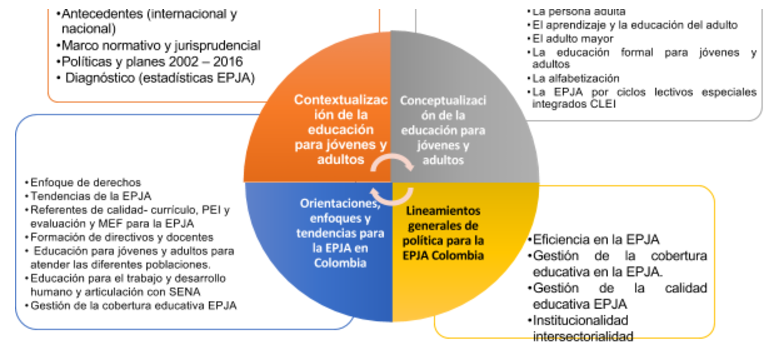 •Antecedentes (internacional y
nacional)
•Marco normativo y jurisprudencial
•Políticas y planes 2002 – 2016
• Diagnóstico (estadísticas EPJA)
•La persona adulta
•El aprendizaje y la educación del adulto
•El adulto mayor
•La educación formal para jóvenes y
adultos
•La alfabetización
•La EPJA por ciclos lectivos especiales
integrados CLEI
Contextualizac
ión de la
educación
para jóvenes y
adultos
Conceptualizaci
ón de la
educación para
jóvenes y
adultos
•Enfoque de derechos
•Tendencias de la EPJA
•Referentes de calidad- currículo, PEI y
evaluación y MEF para la EPJA
•Formación de directivos y docentes
• Educación para jóvenes y adultos para
atender las diferentes poblaciones.
•Educación para el trabajo y desarrollo
humano y articulación con SENA
•Gestión de la cobertura educativa EPJA
Orientaciones,
enfoques y
tendencias para
la EPJA en
Colombia
Lineamientos
generales de
política para la
EPJA Colombia
•Eficiencia en la EPJA
•Gestión de la cobertura
educativa en la EPJA.
•Gestión de la calidad
educativa EPJA
•Institucionalidad
intersectorialidad